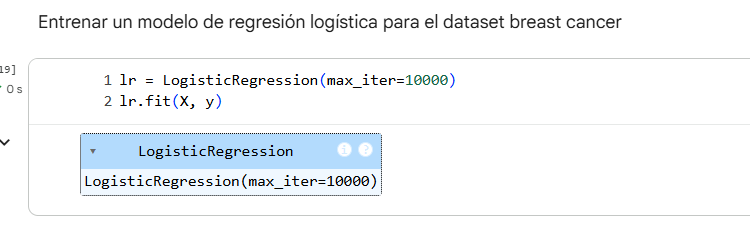 Entrenar un modelo de regresión logística para el dataset breast cancer
19]
0 s
1 lr = LogisticRegression(max_iter=10000)
2 lr.fit(X, y)
LogisticRegression
LogisticRegression(max_iter=10000)